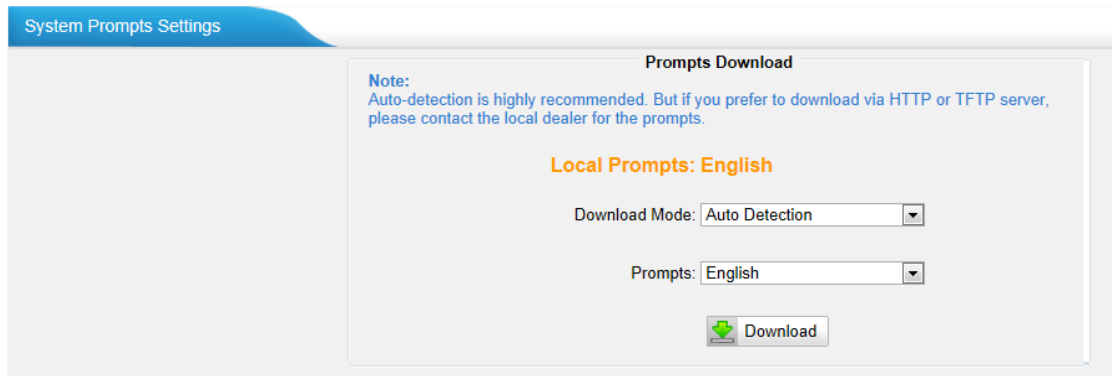 System Prompts Settings
Prompts Download
Note:
Auto-detection is highly recommended. But if you prefer to download via HTTP or TFTP server,
please contact the local dealer for the prompts.
Local Prompts: English
Download Mode: Auto Detection
Prompts: English
Download